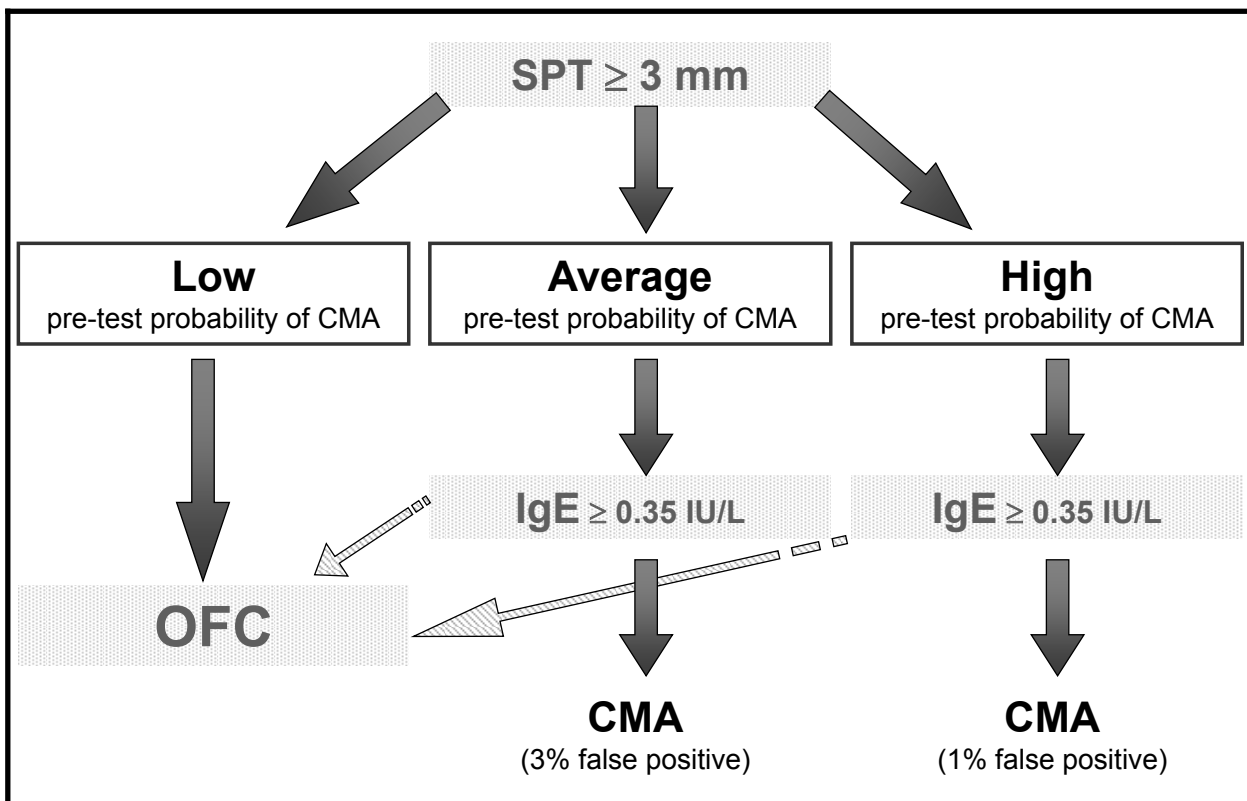 SPT ≥ 3 mm
Low
pre-test probability of CMA
Average
pre-test probability of CMA
High
pre-test probability of CMA
IgE ≥ 0.35 IU/L
IgE ≥ 0.35 IU/L
OFC
CMA
(3% false positive)
CMA
(1% false positive)